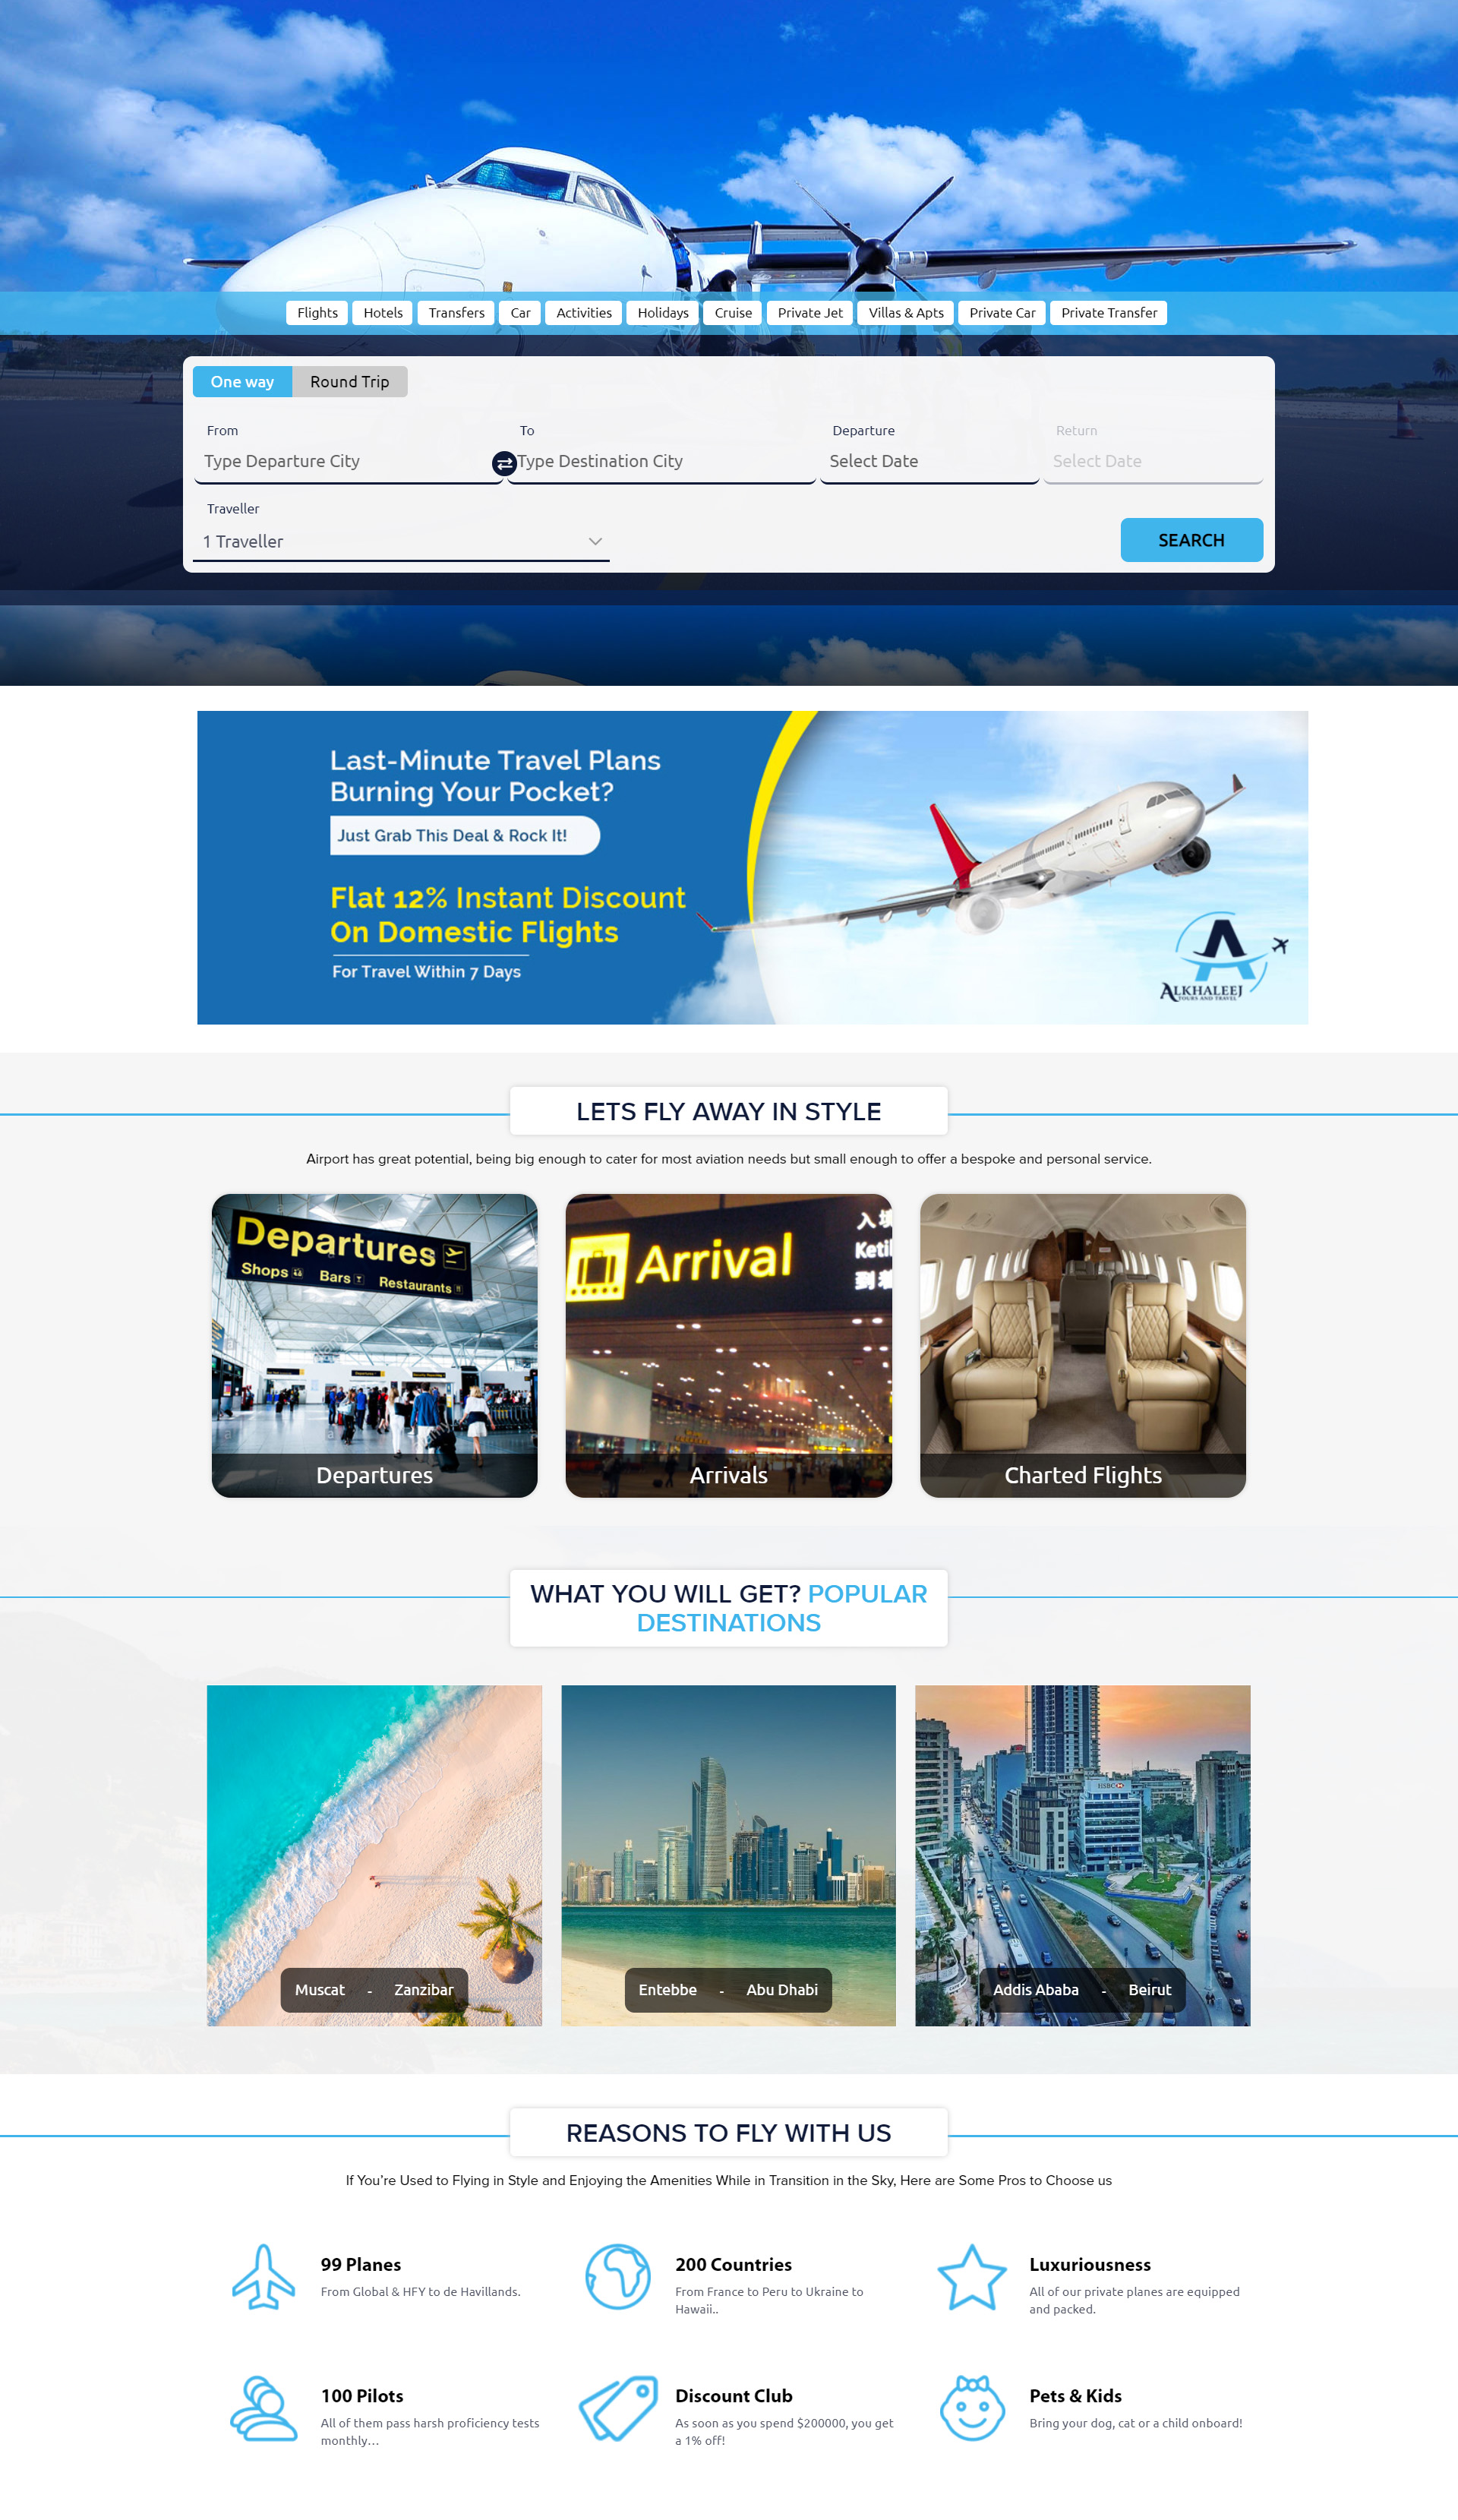 Flights
Hotels
Transfers
Car
Activities
Holidays
Cruise
Private Jet
Villas & Apts
Private Car
Private Transfer
One way
Round Trip
From
To
Departure
Return
Type Departure City
Type Destination City
Select Date
Select Date
Traveller
1 Traveller
SEARCH
Last-Minute Travel Plans
Burning Your Pocket?
Just Grab This Deal & Rock It!
Flat 12% Instant Discount
On Domestic Flights
For Travel Within 7 Days
ALKHALEEJ
TOURS AND TRAVEL
LETS FLY AWAY IN STYLE
Airport has great potential, being big enough to cater for most aviation needs but small enough to offer a bespoke and personal service.
Departures
Shops Bars Restaurants
Departures
Arrival
入境
Arrivals
Charted Flights
WHAT YOU WILL GET? POPULAR
DESTINATIONS
Muscat - Zanzibar
Entebbe - Abu Dhabi
HSBC
Addis Ababa - Beirut
REASONS TO FLY WITH US
If You're Used to Flying in Style and Enjoying the Amenities While in Transition in the Sky, Here are Some Pros to Choose us
99 Planes
From Global & HFY to de Havillands.
200 Countries
From France to Peru to Ukraine to
Hawaii..
Luxuriousness
All of our private planes are equipped
and packed.
100 Pilots
All of them pass harsh proficiency tests
monthly…
Discount Club
As soon as you spend $200000, you get
a 1% off!
Pets & Kids
Bring your dog, cat or a child onboard!